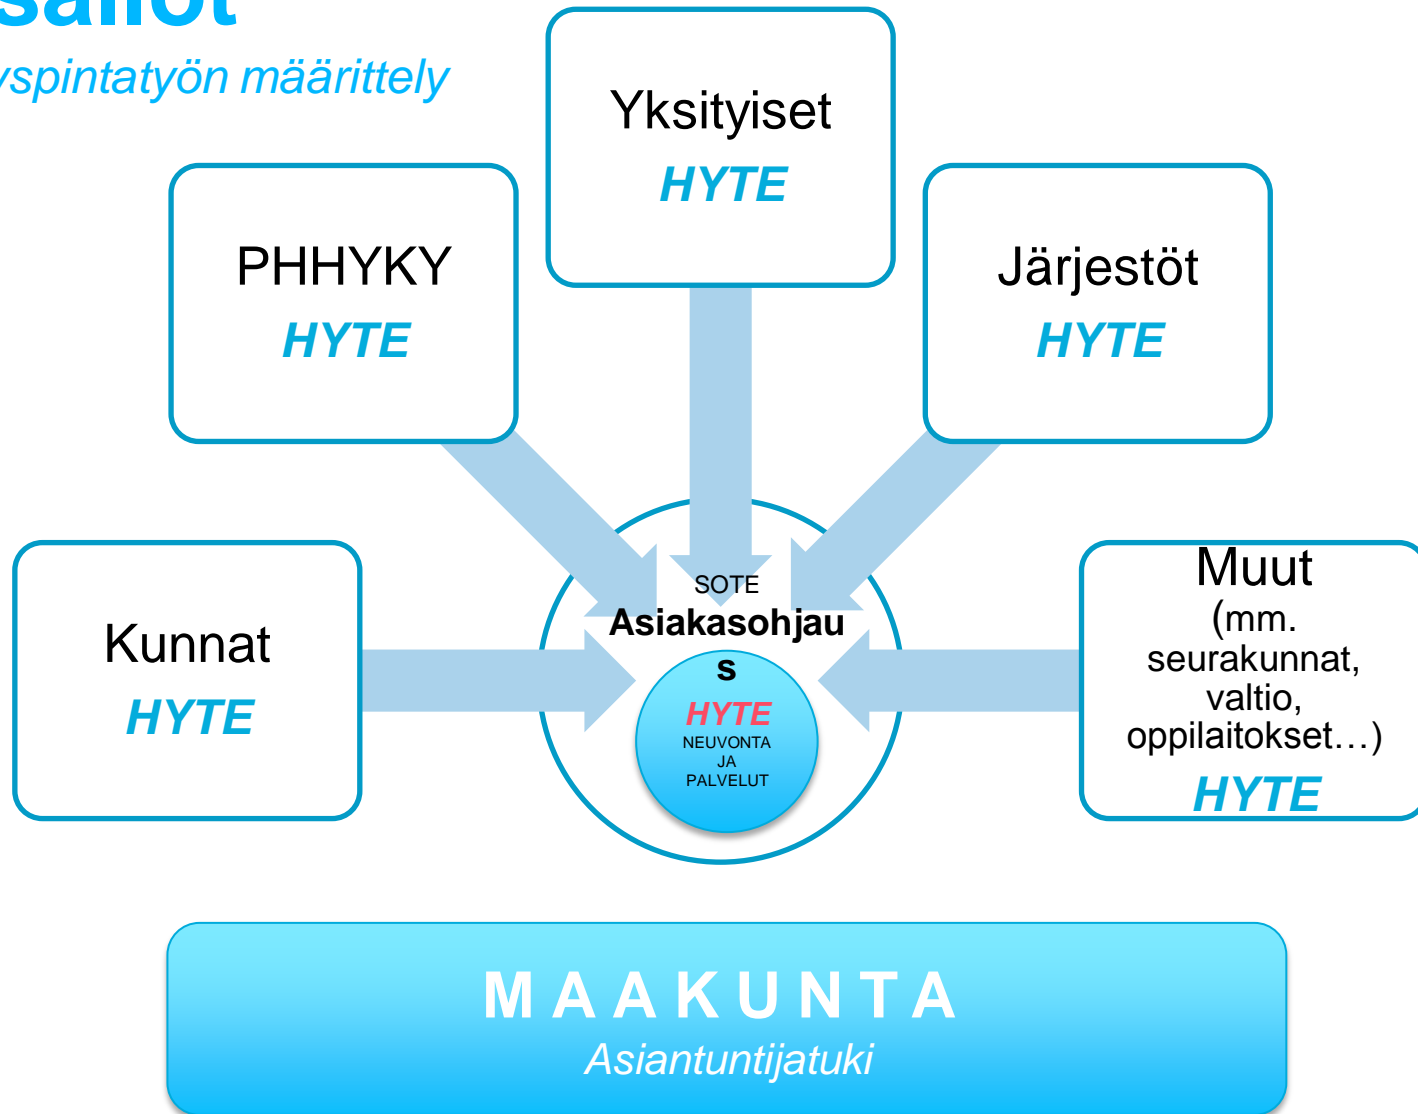 yspintatyön määrittely
Yksityiset
HYTE
PHHYKY
HYTE
Järjestöt
HYTE
Kunnat
HYTE
SOTE
Asiakasohjau
s
HYTE
NEUVONTA
JA
PALVELUT
Muut
(mm.
seurakunnat,
valtio,
oppilaitokset…)
HYTE
MAAKUNTA
Asiantuntijatuki